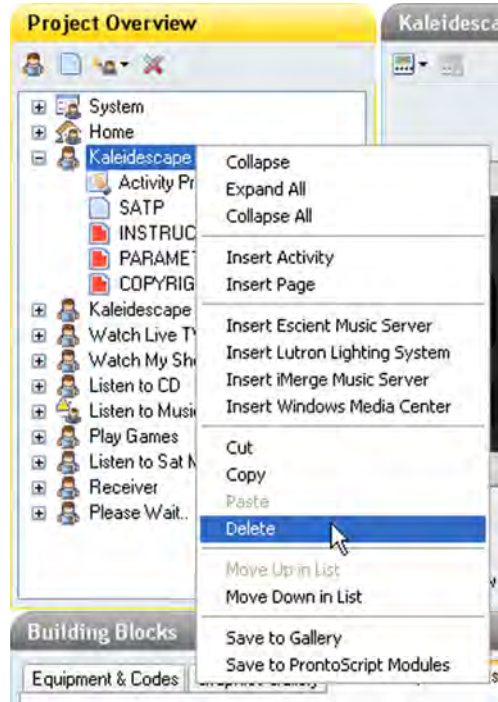 Project Overview
Kaleidesca
System
Home
Kaleidescape
Activity Pr
SATP
INSTRUC
PARAMET
COPYRIG
Kaleidescape
Watch Live TV
Watch My Sho
Listen to CD
Listen to Musi
Play Games
Listen to Sat M
Receiver
Please Wait..
Collapse
Expand All
Collapse All
Insert Activity
Insert Page
Insert Escient Music Server
Insert Lutron Lighting System
Insert iMerge Music Server
Insert Windows Media Center
Cut
Copy
Paste
Delete
Move Up in List
Move Down in List
Save to Gallery
Save to ProntoScript Modules
Building Blocks
Equipment & Codes